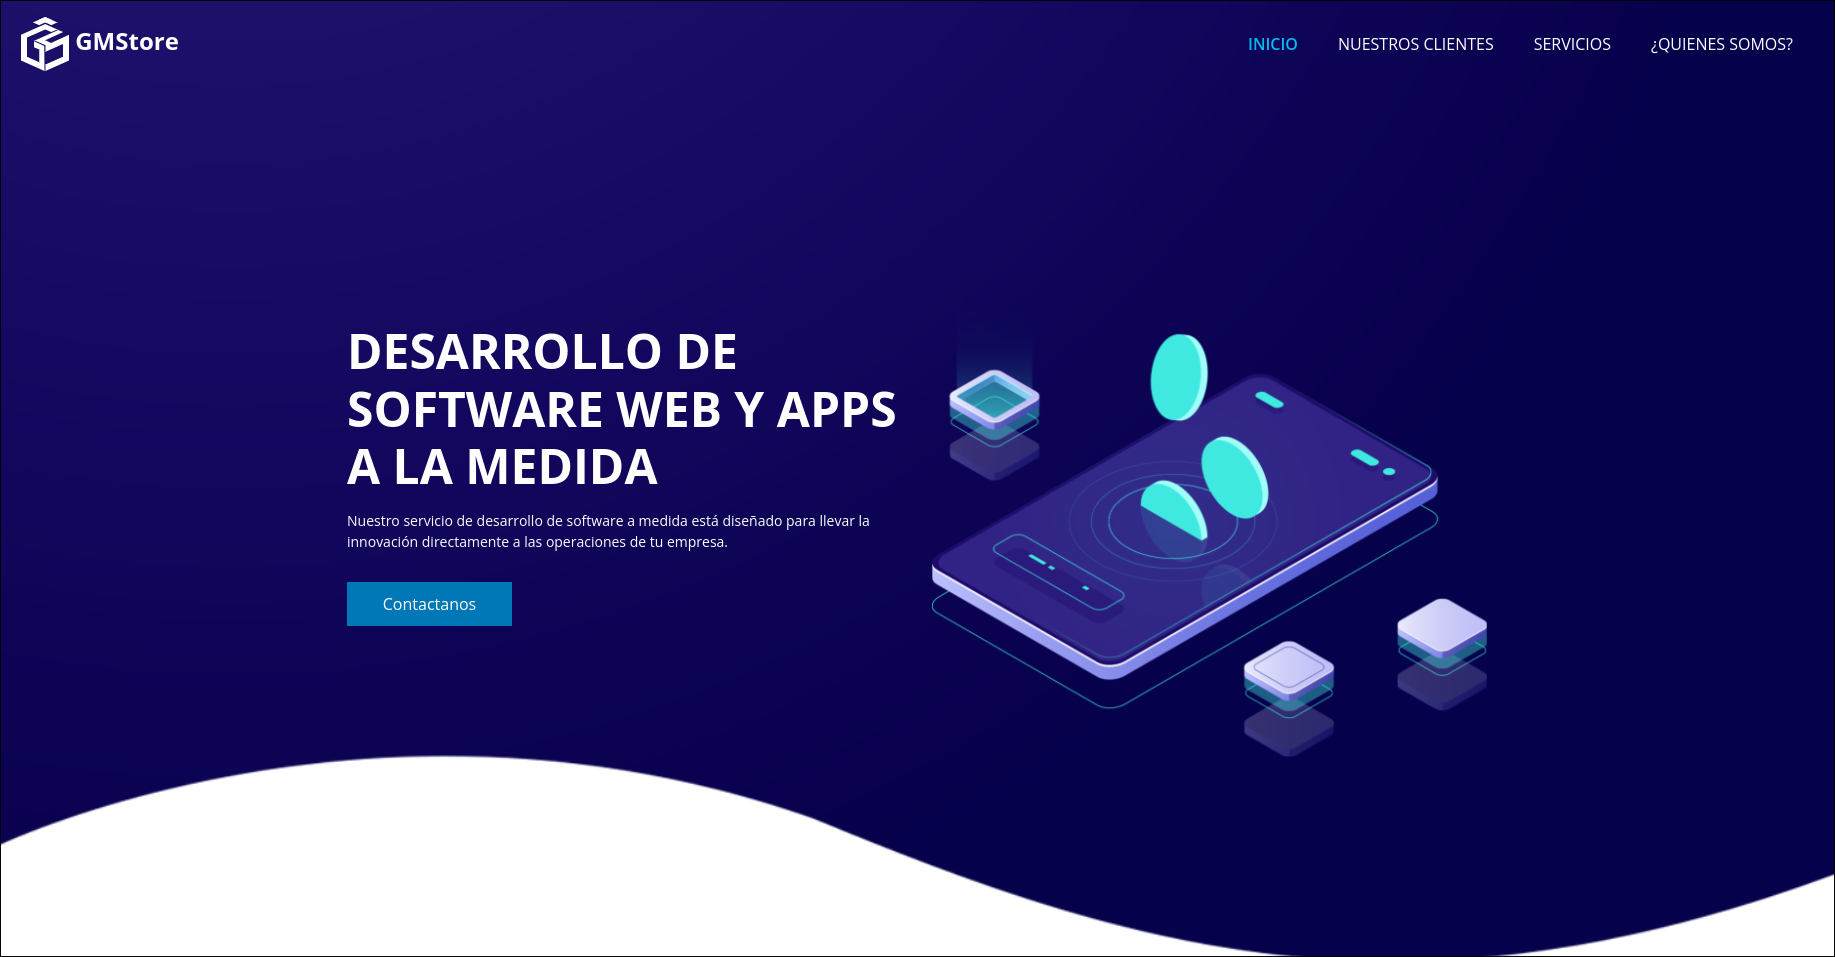 GMStore
INICIO
NUESTROS CLIENTES
SERVICIOS
¿QUIENES SOMOS?
DESARROLLO DE
SOFTWARE WEB Y APPS
A LA MEDIDA
Nuestro servicio de desarrollo de software a medida está diseñado para llevar la
innovación directamente a las operaciones de tu empresa.
Contactanos